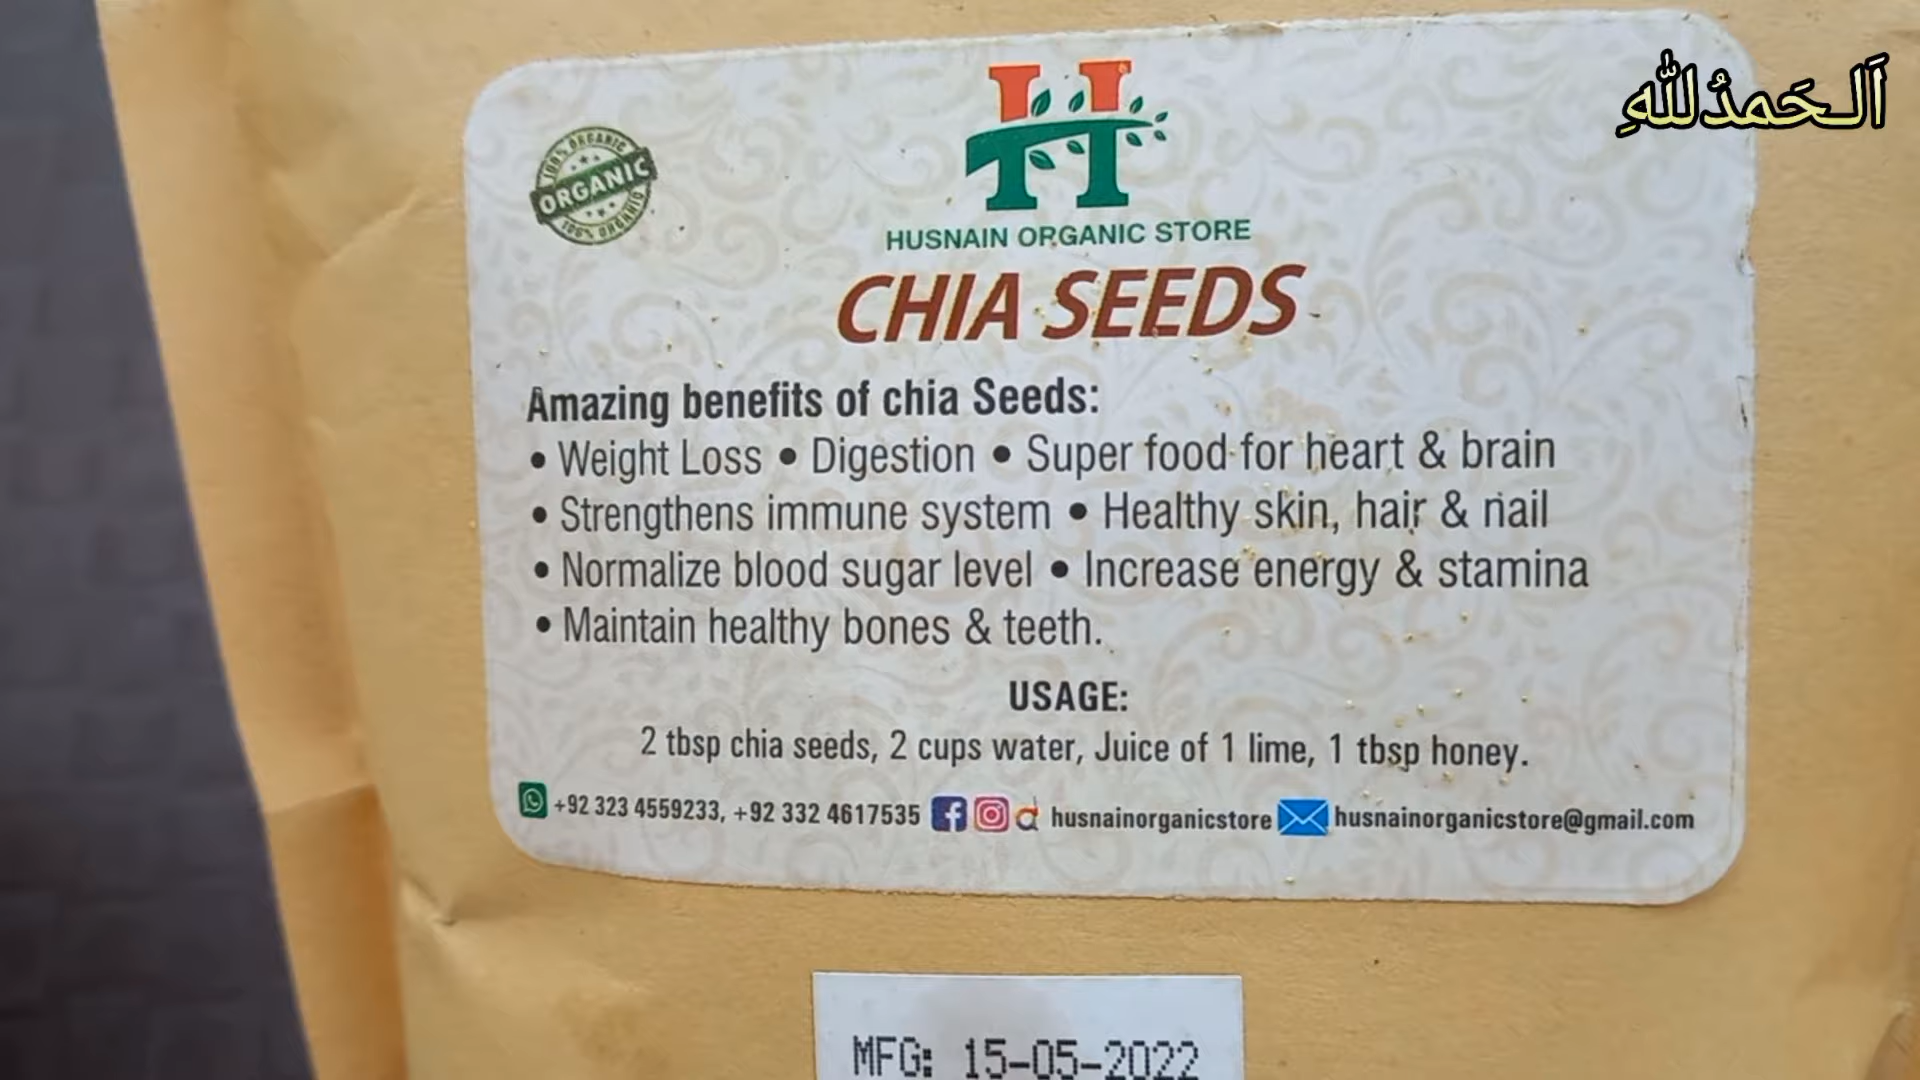 اَلحَمدُلِلّٰهِ
100% ORGANIC
ORGANIC
100% ORGANIC
HUSNAIN ORGANIC STORE
CHIA SEEDS
Amazing benefits of chia Seeds:
• Weight Loss • Digestion • Super food for heart & brain
• Strengthens immune system • Healthy skin, hair & nail
• Normalize blood sugar level • Increase energy & stamina
• Maintain healthy bones & teeth.
USAGE:
2 tbsp chia seeds, 2 cups water, Juice of 1 lime, 1 tbsp honey.
+92 323 4559233, +92 332 4617535 husnainorganicstore husnainorganicstore@gmail.com
MFG: 15-05-2022